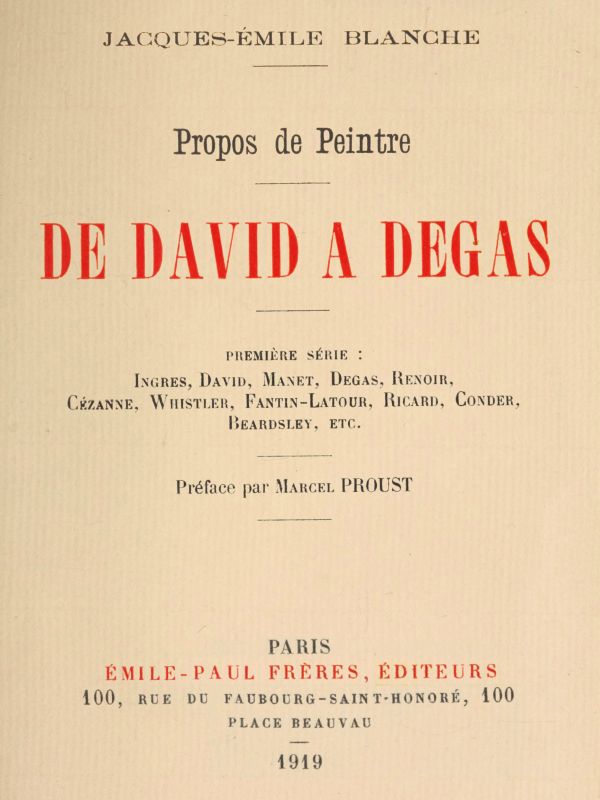 JACQUES-ÉMILE BLANCHE
Propos de Peintre
DE DAVID A DEGAS
PREMIÈRE SÉRIE :
INGRES, DAVID, MANET, DEGAS, RENOIR,
CÉZANNE, WHISTLER, FANTIN-LATOUR, RICARD, CONDER,
BEARDSLEY, ETC.
Préface par MARCEL PROUST
PARIS
ÉMILE-PAUL FRÈRES, ÉDITEURS
100, RUE DU FAUBOURG-SAINT-HONORÉ, 100
PLACE BEAUVAU
1919